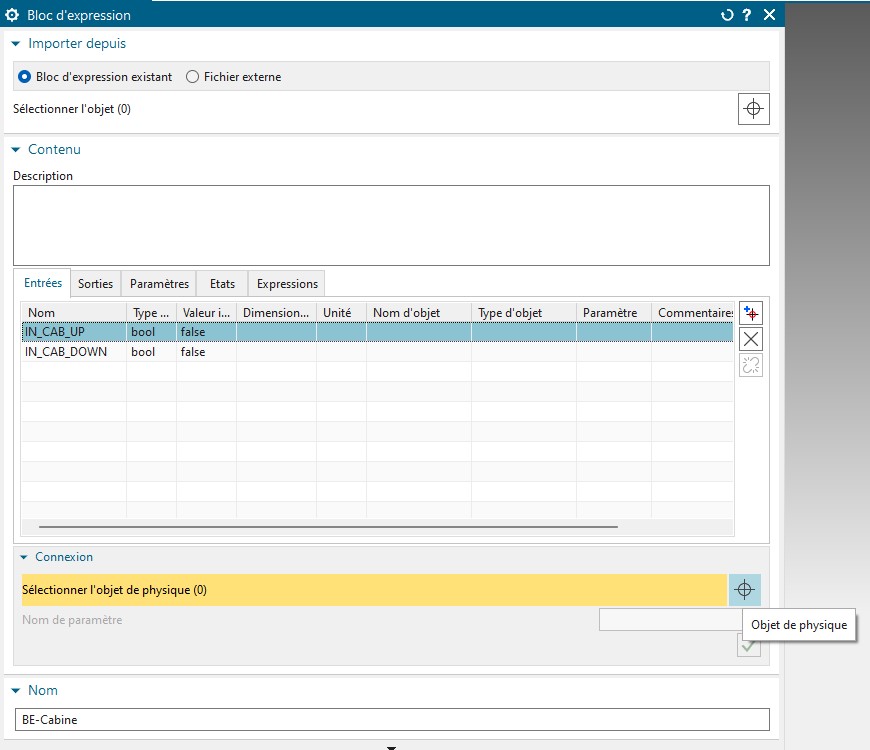 Bloc d'expression ?
Importer depuis
Bloc d'expression existant Fichier externe
Sélectionner l'objet (0)
Contenu
Description
Entrées Sorties Paramètres Etats Expressions
Nom Type ... Valeur i... Dimension... Unité Nom d'objet Type d'objet Paramètre Commentaires
IN_CAB_UP bool false
IN_CAB_DOWN bool false
Connexion
Sélectionner l'objet de physique (0)
Nom de paramètre
Objet de physique
Nom
BE-Cabine